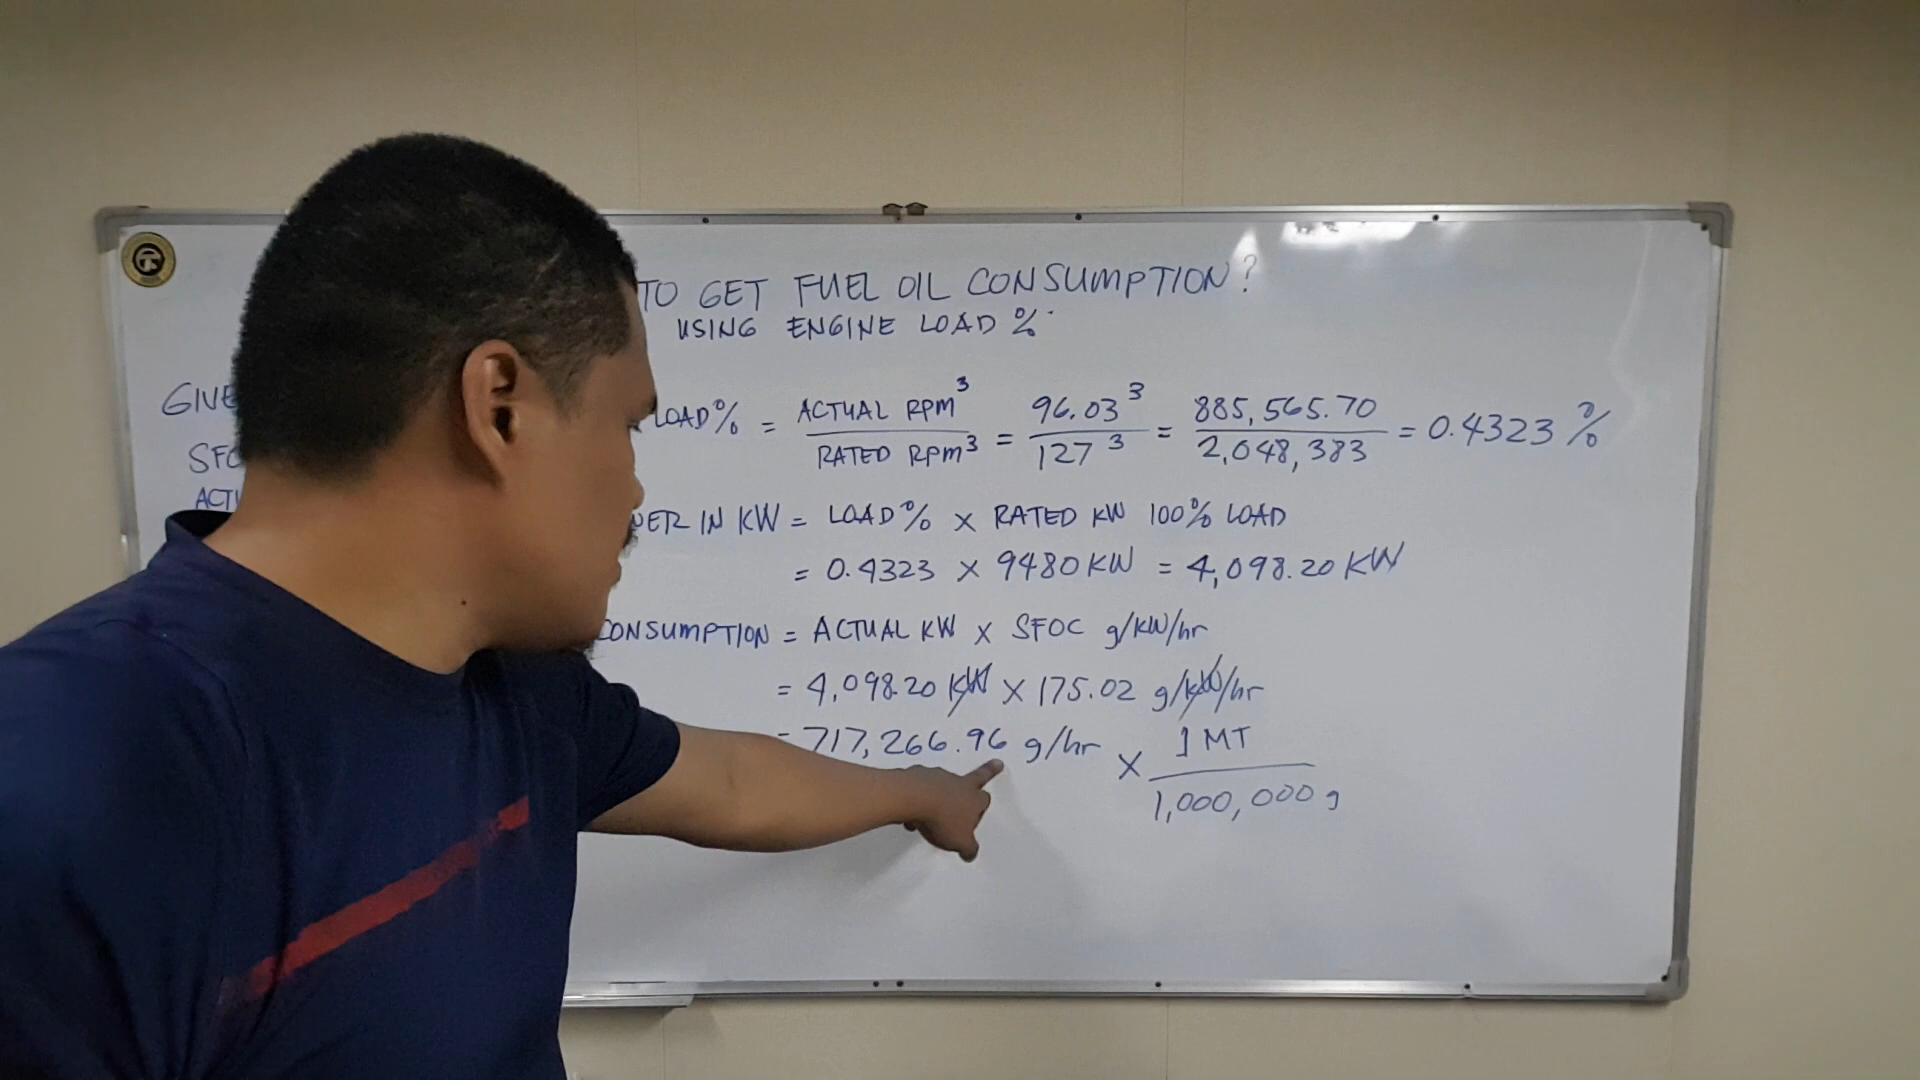 TO GET FUEL OIL CONSUMPTION?
USING ENGINE LOAD %
GIVE
LOAD% = ACTUAL RPM³ / RATED RPM³ = 96.03³ / 127³ = 885,565.70 / 2,048,383 = 0.4323 %
SFO
ACT
WER IN KW = LOAD% X RATED KW 100% LOAD
= 0.4323 X 9480 KW = 4,098.20 KW
CONSUMPTION = ACTUAL KW X SFOC g/KW/hr
= 4,098.20 KW X 175.02 g/KW/hr
= 717,266.96 g/hr X 1 MT / 1,000,000 g